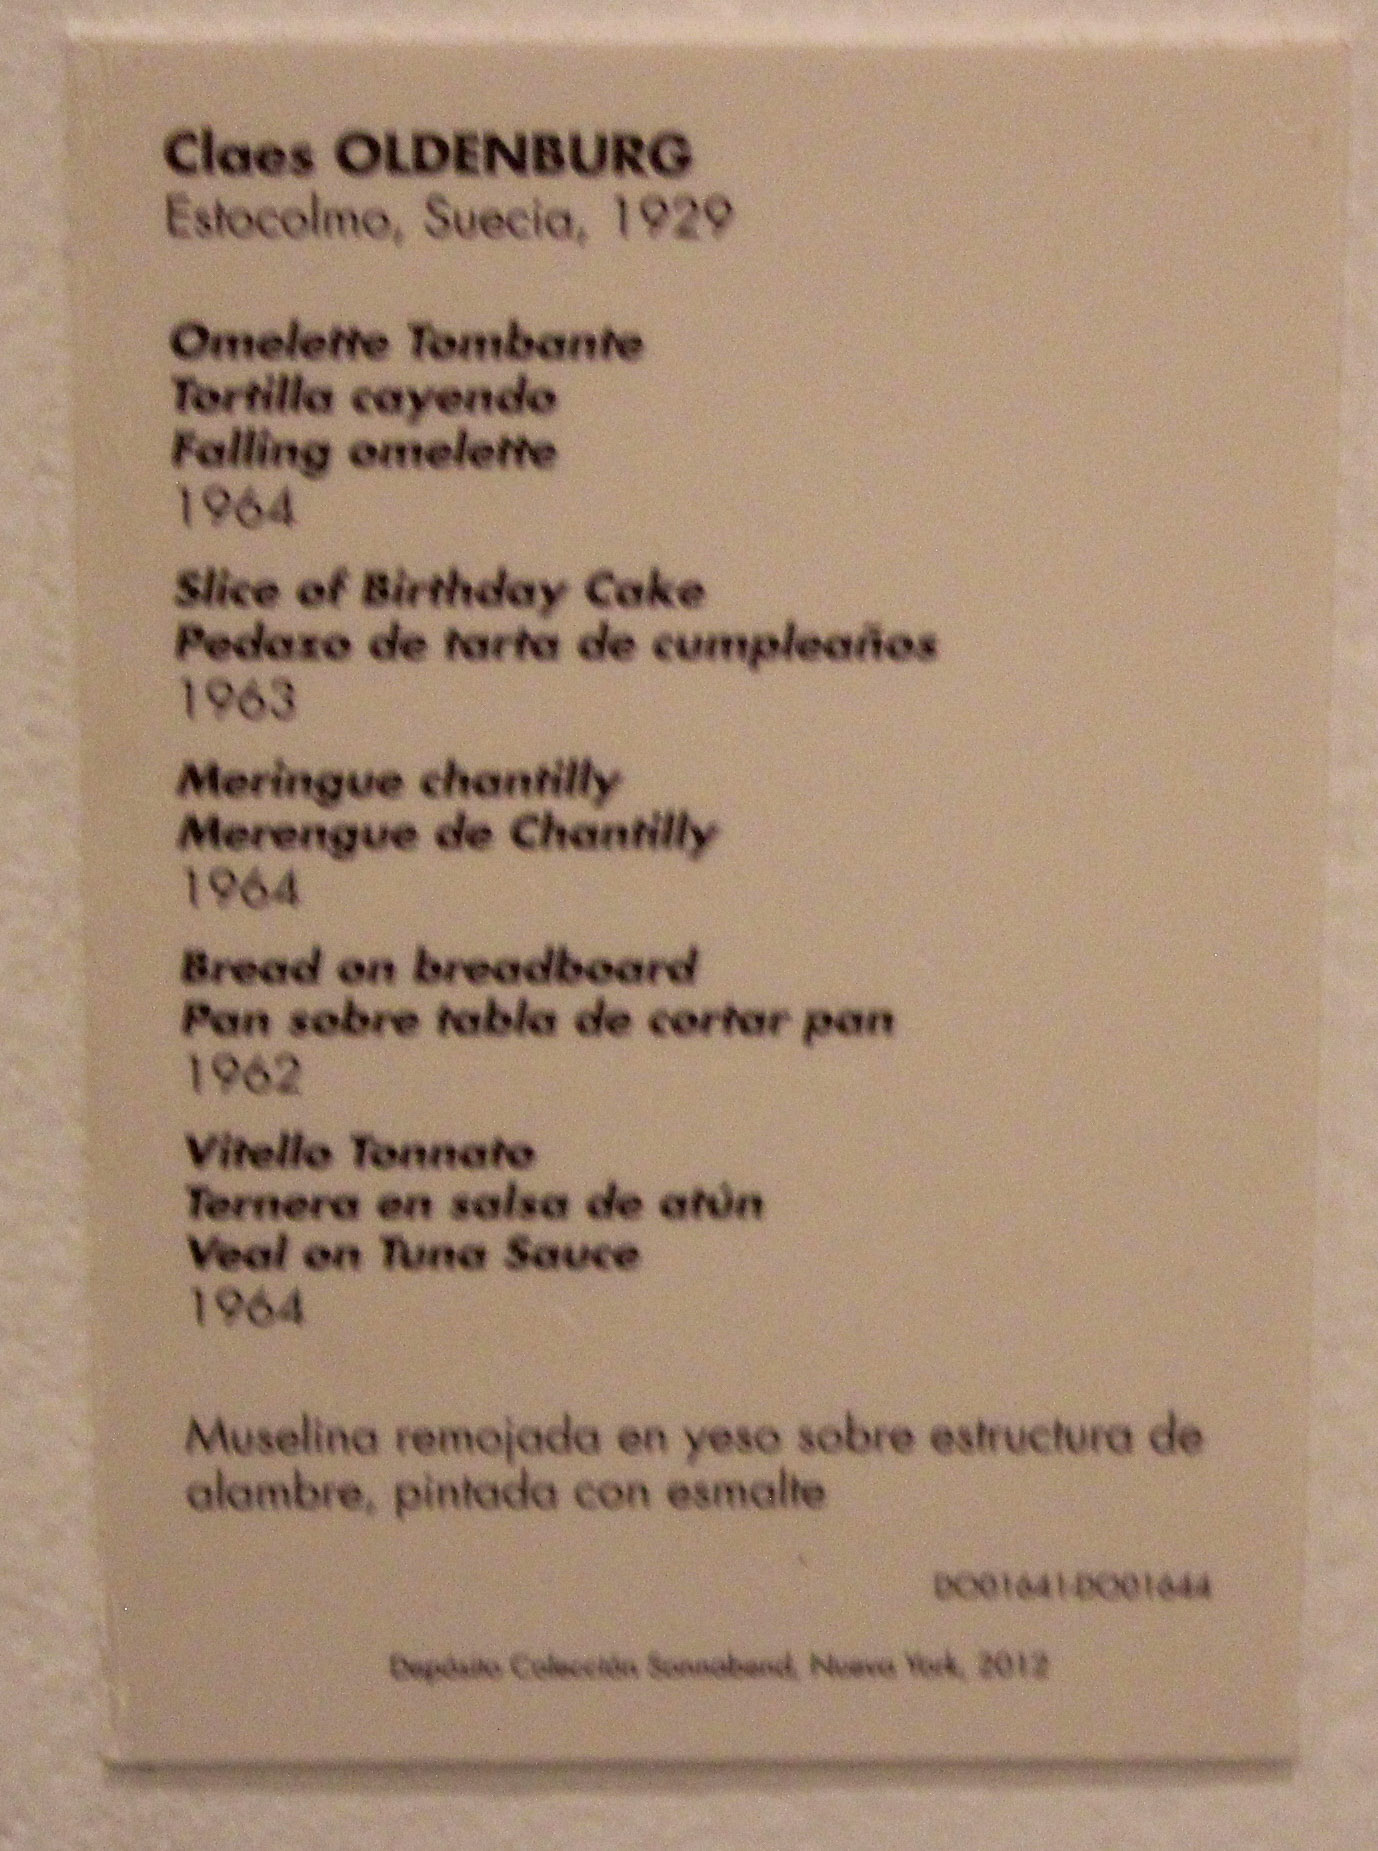 Claes OLDENBURG
Estocolmo, Suecia, 1929
Omelette Tombante
Tortilla cayendo
Falling omelette
1964
Slice of Birthday Cake
Pedazo de tarta de cumpleaños
1963
Meringue chantilly
Merengue de Chantilly
1964
Bread on breadboard
Pan sobre tabla de cortar pan
1962
Vitello Tonnato
Ternera en salsa de atún
Veal on Tuna Sauce
1964
Muselina remojada en yeso sobre estructura de
alambre, pintada con esmalte
DO01641-DO01644
Depósito Colección Sonnabend, Nueva York, 2012